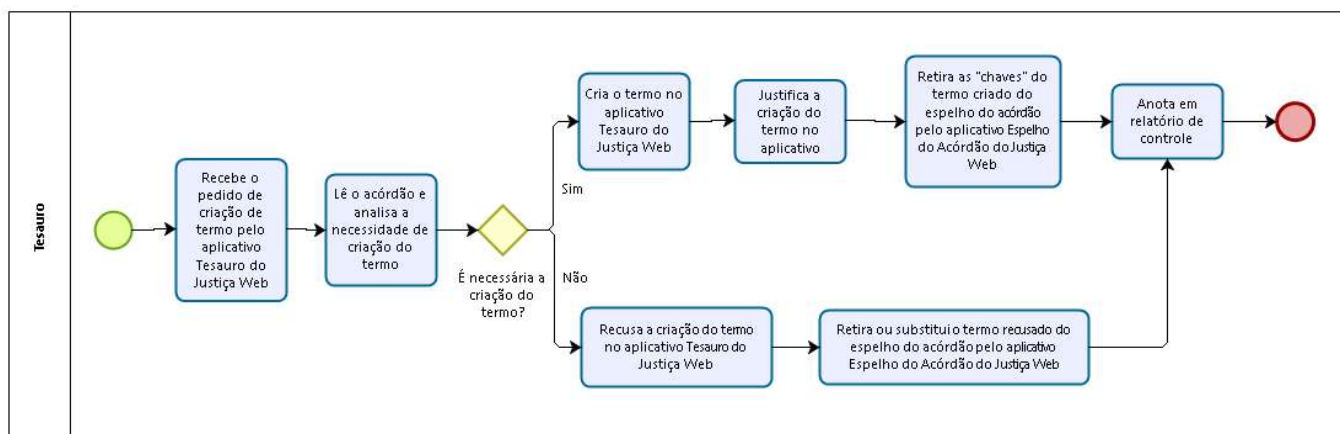 Tesauro
Recebe o
pedido de
criação de
termo pelo
aplicativo
Tesauro do
Justiça Web
Lê o acórdão e
analisa a
necessidade de
criação do
termo
É necessária a
criação do
termo?
Sim
Cria o termo no
aplicativo
Tesauro do
Justiça Web
Justifica a
criação do
termo no
aplicativo
Retira as "chaves" do
termo criado do
espelho do acórdão
pelo aplicativo Espelho
do Acórdão do Justiça
Web
Anota em
relatório de
controle
Não
Recusa a criação do termo
no aplicativo Tesauro do
Justiça Web
Retira ou substitui o termo recusado do
espelho do acórdão pelo aplicativo
Espelho do Acórdão do Justiça Web